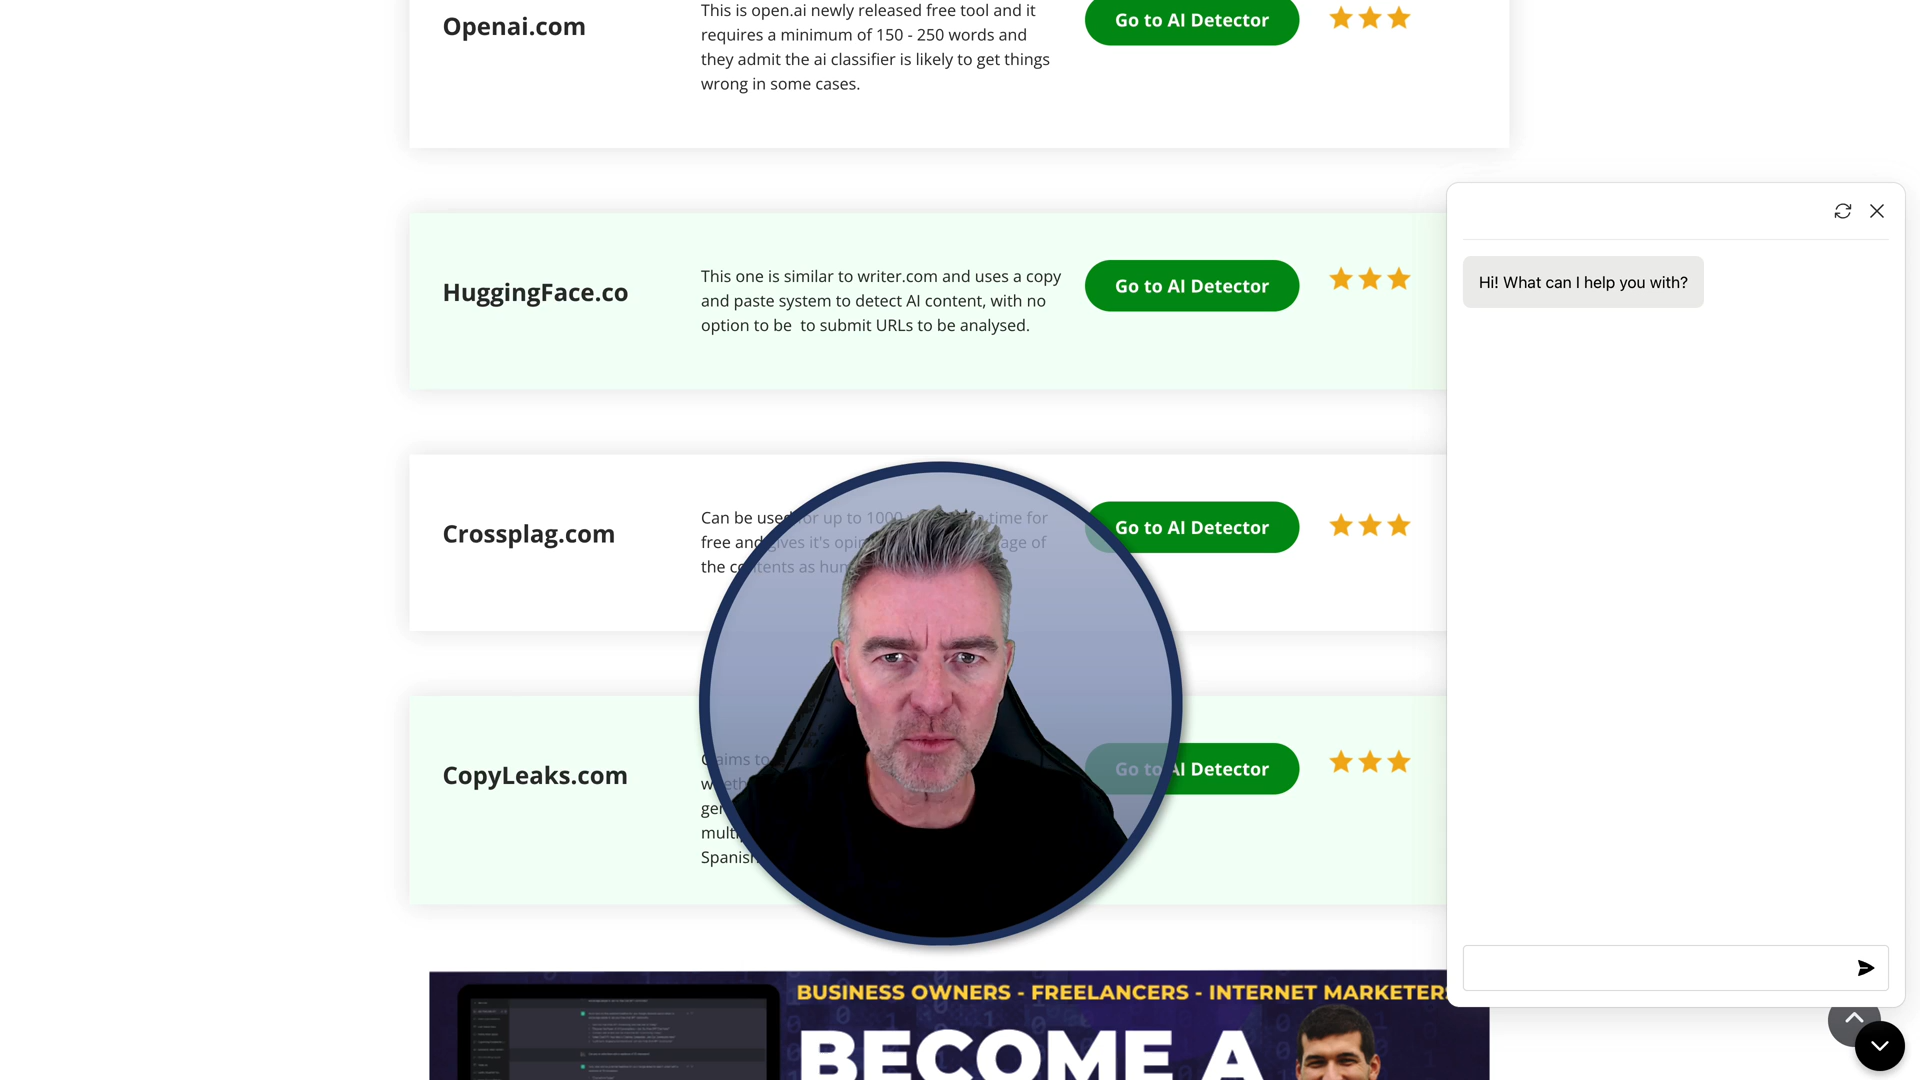 Openai.com
This is open.ai newly released free tool and it
requires a minimum of 150 - 250 words and
they admit the ai classifier is likely to get things
wrong in some cases.
Go to AI Detector
HuggingFace.co
This one is similar to writer.com and uses a copy
and paste system to detect AI content, with no
option to be  to submit URLs to be analysed.
Go to AI Detector
Hi! What can I help you with?
Crossplag.com
Can be used for up to 1000 time for
free and gives it's age of
the contents as
Go to AI Detector
CopyLeaks.com
Claims to
Go to AI Detector
BUSINESS OWNERS - FREELANCERS - INTERNET MARKETERS
BECOME A